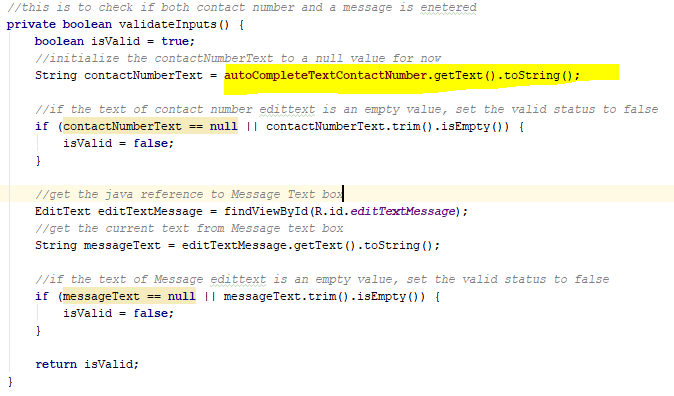 //this is to check if both contact number and a message is enetered
private boolean validateInputs() {
boolean isValid = true;
//initialize the contactNumberText to a null value for now
String contactNumberText = autoCompleteTextContactNumber.getText().toString();
//if the text of contact number edittext is an empty value, set the valid status to false
if (contactNumberText == null || contactNumberText.trim().isEmpty()) {
isValid = false;
}
//get the java reference to Message Text box
EditText editTextMessage = findViewById(R.id.editTextMessage);
//get the current text from Message text box
String messageText = editTextMessage.getText().toString();
//if the text of Message edittext is an empty value, set the valid status to false
if (messageText == null || messageText.trim().isEmpty()) {
isValid = false;
}
return isValid;
}